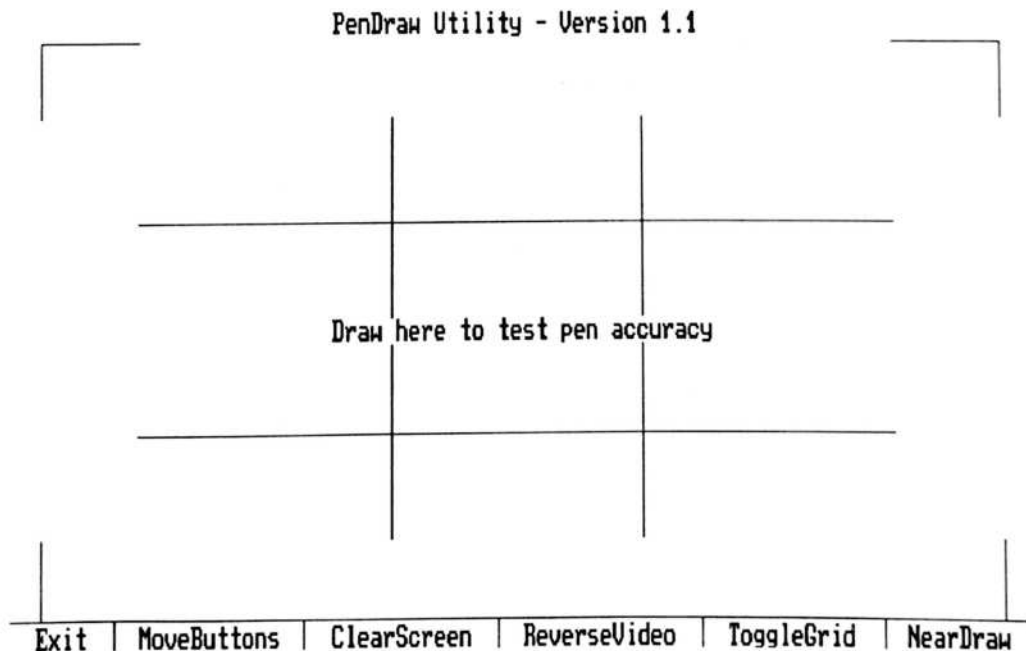 PenDraw Utility - Version 1.1
Draw here to test pen accuracy
Exit | MoveButtons | ClearScreen | ReverseVideo | ToggleGrid | NearDraw